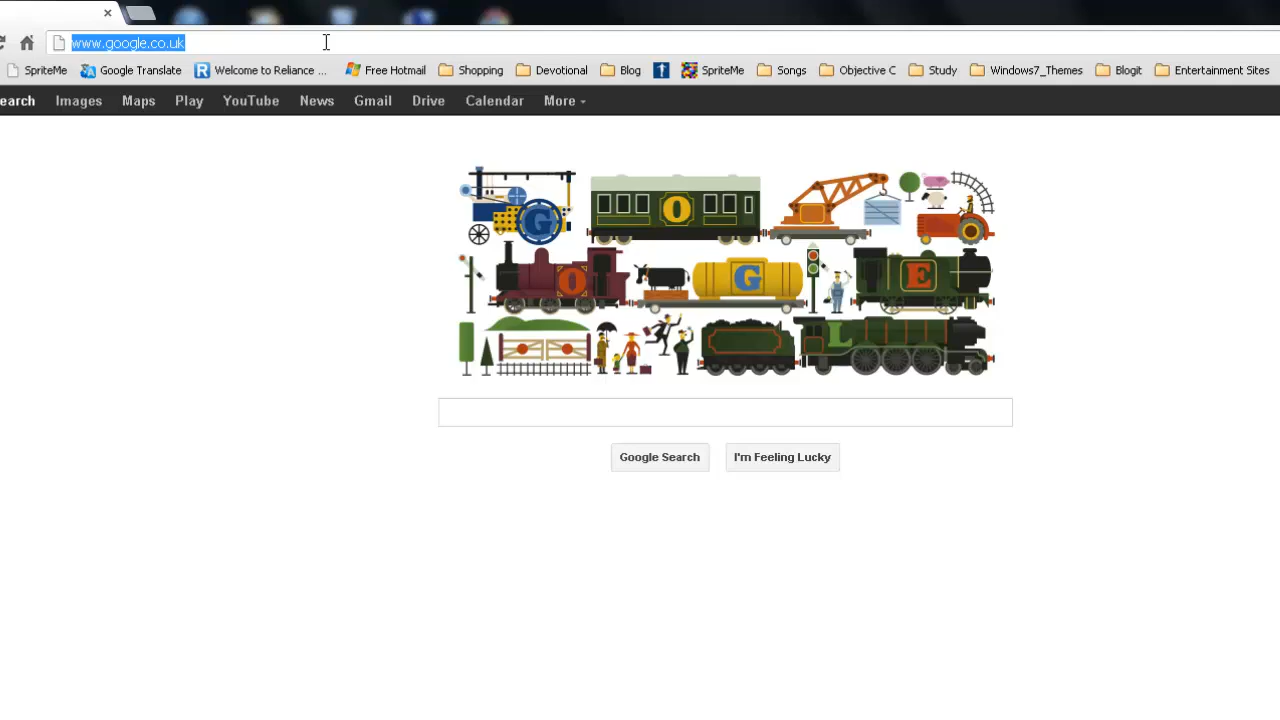 www.google.co.uk
SpriteMe Google Translate Welcome to Reliance ... Free Hotmail Shopping Devotional Blog SpriteMe Songs Objective C Study Windows7_Themes Blogit Entertainment Sites
earch Images Maps Play YouTube News Gmail Drive Calendar More
G O
O G E
L
Google Search I'm Feeling Lucky